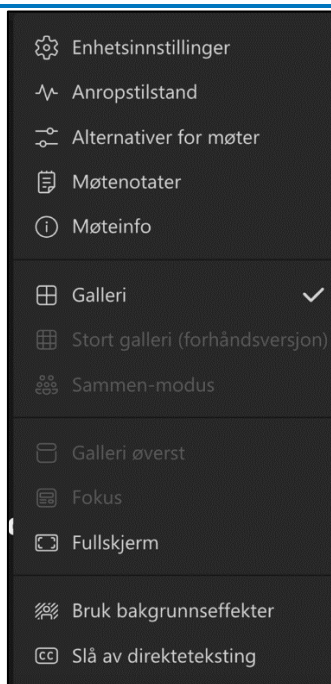 Enhetsinnstillinger
Anropstilstand
Alternativer for møter
Møtenotater
Møteinfo
Galleri
Stort galleri (forhåndsversjon)
Sammen-modus
Galleri øverst
Fokus
Fullskjerm
Bruk bakgrunnseffekter
CC Slå av direkteteksting